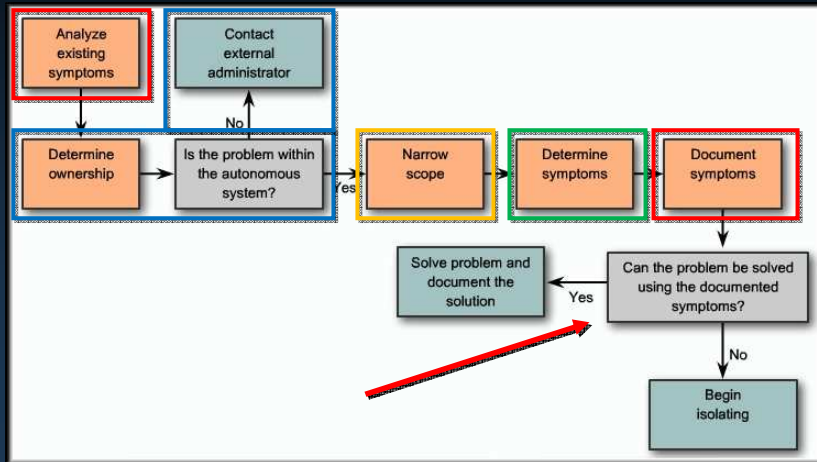 Analyze
existing
symptoms
Contact
external
administrator
No
Determine
ownership
Is the problem within
the autonomous
system?
Yes
Narrow
scope
Determine
symptoms
Document
symptoms
Solve problem and
document the
solution
Yes
Can the problem be solved
using the documented
symptoms?
No
Begin
isolating